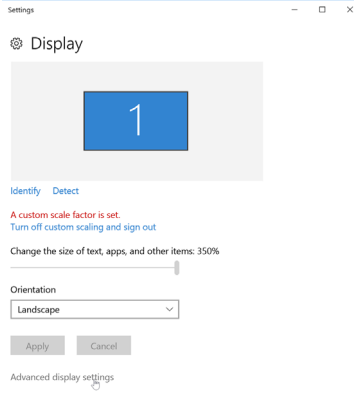 Settings
Display
1
Identify Detect
A custom scale factor is set.
Turn off custom scaling and sign out
Change the size of text, apps, and other items: 350%
Orientation
Landscape
Apply Cancel
Advanced display settings